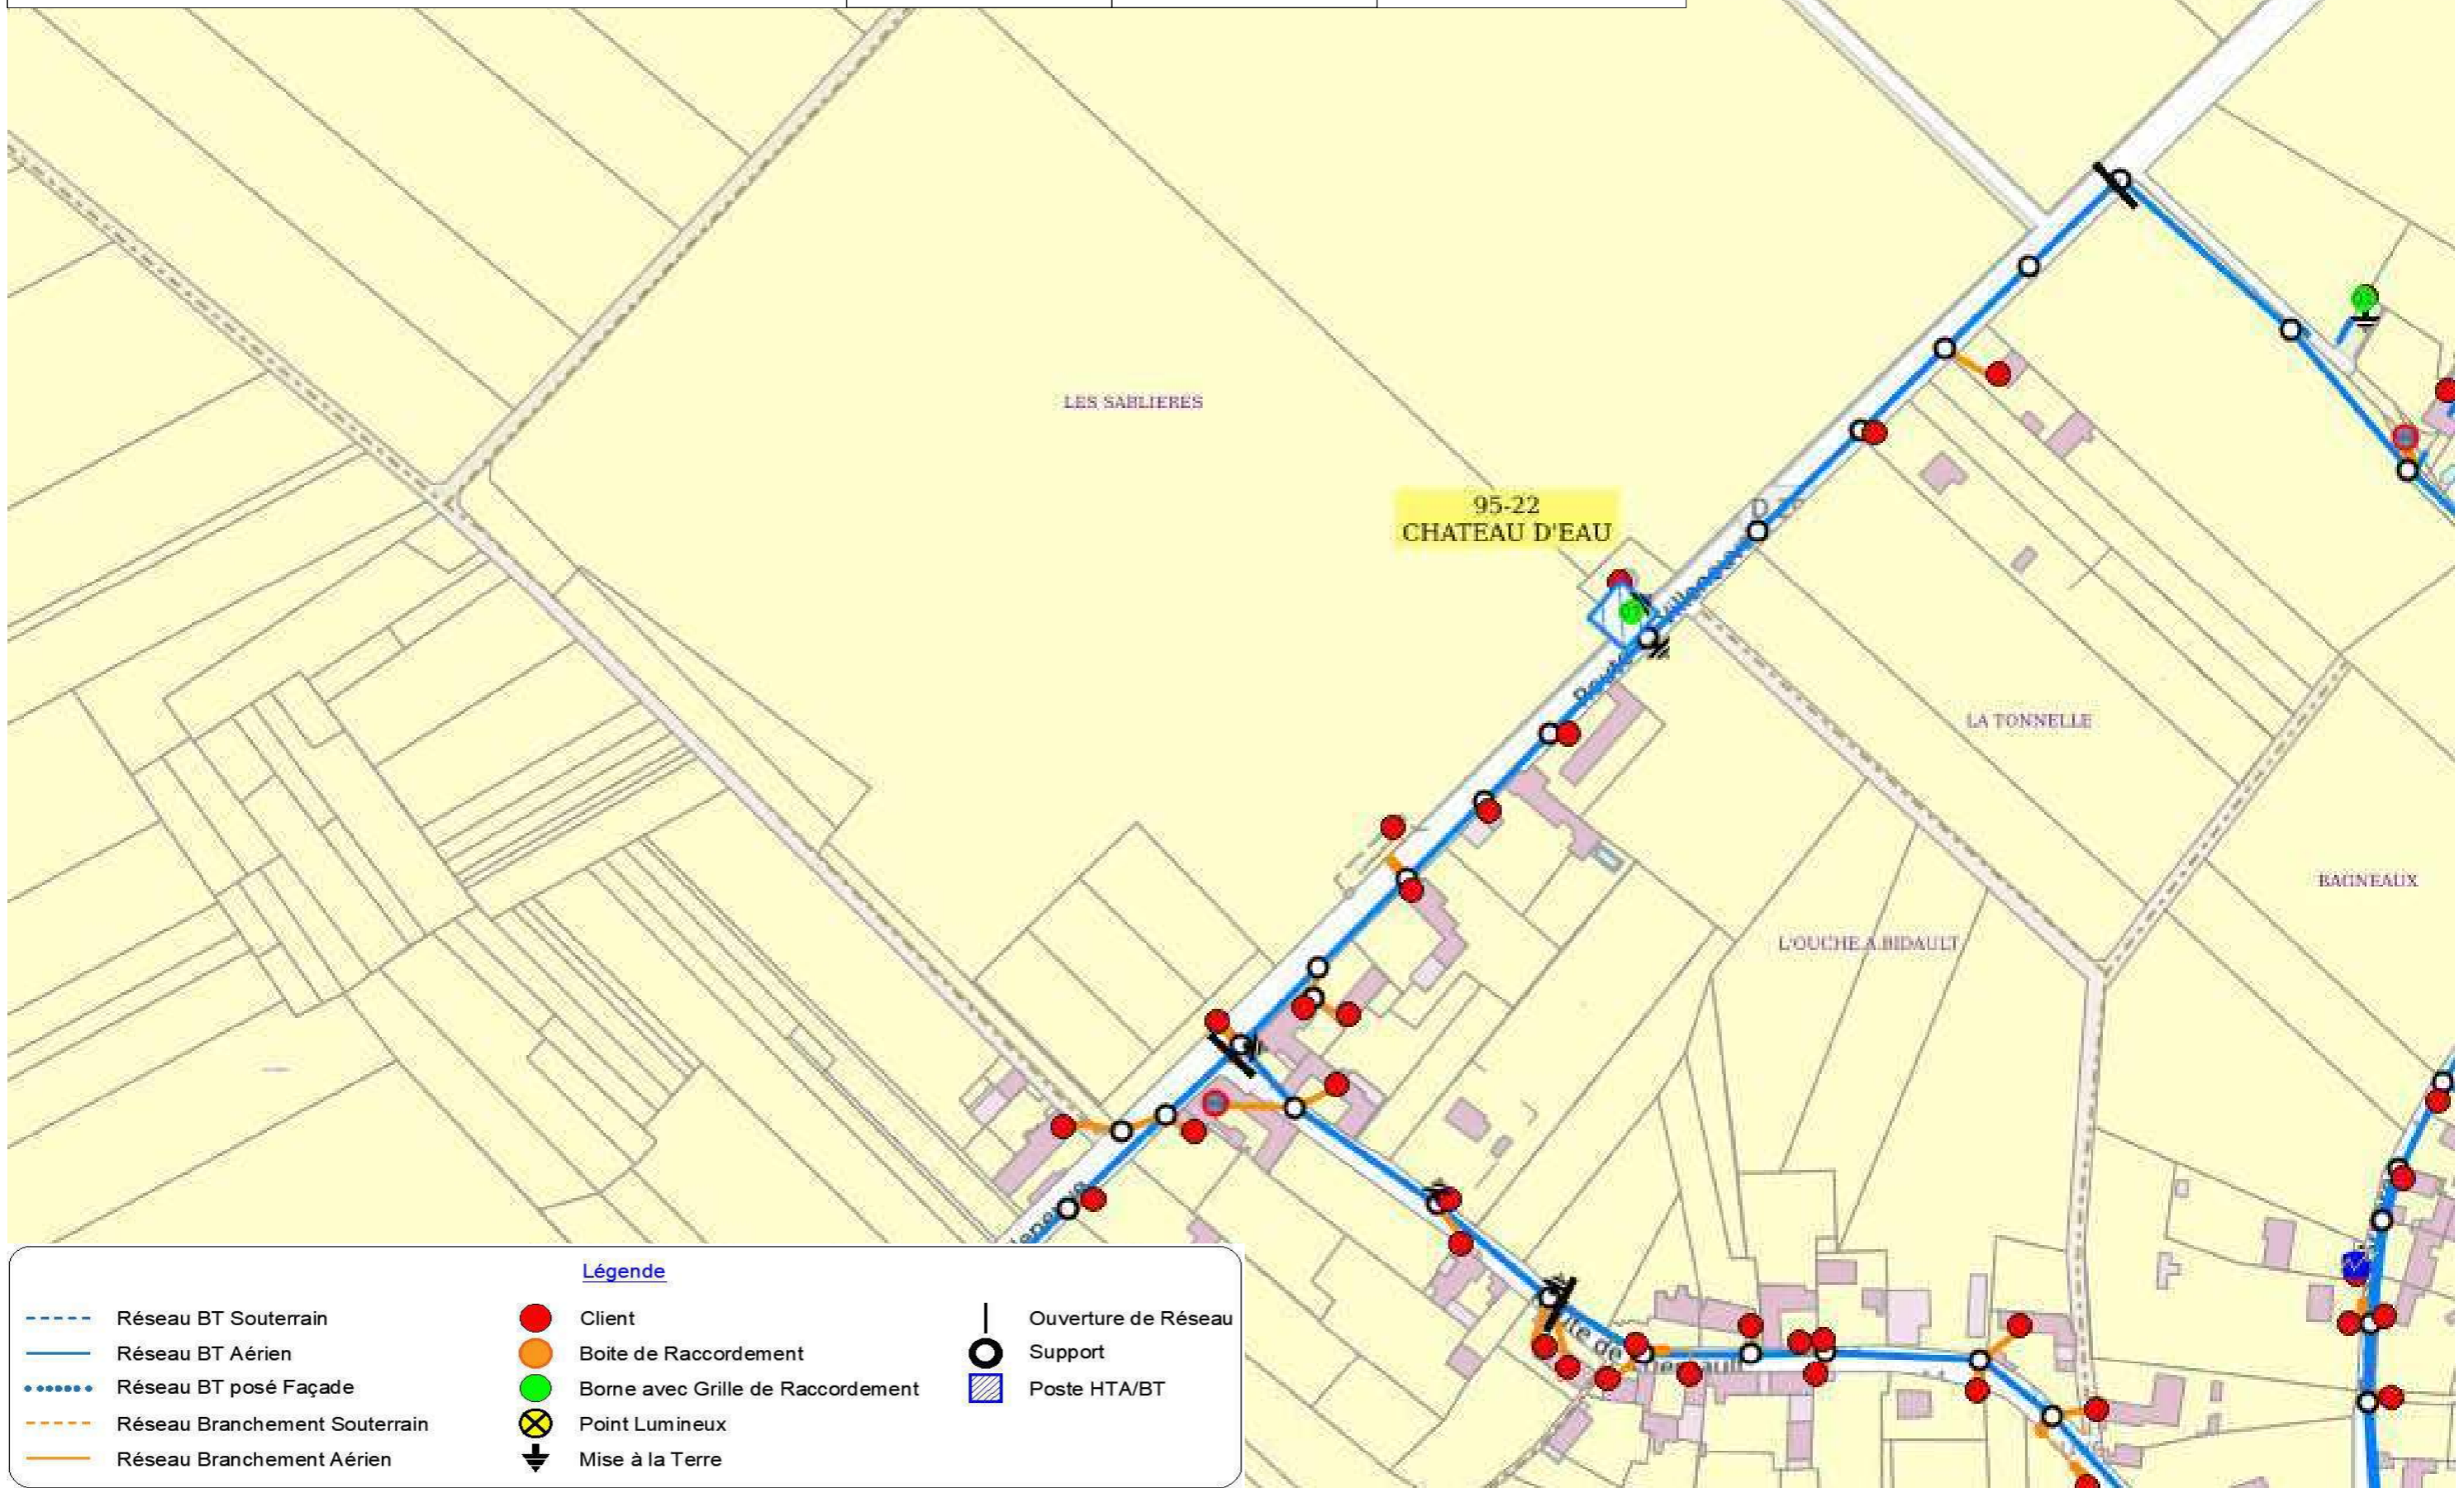 LES SABLIERES
95-22
CHATEAU D'EAU
LA TONNELLE
BAGNEAUX
L'OUCHE A BIDAULT
Légende
Réseau BT Souterrain
Réseau BT Aérien
Réseau BT posé Façade
Réseau Branchement Souterrain
Réseau Branchement Aérien
Client
Boite de Raccordement
Borne avec Grille de Raccordement
Point Lumineux
Mise à la Terre
Ouverture de Réseau
Support
Poste HTA/BT